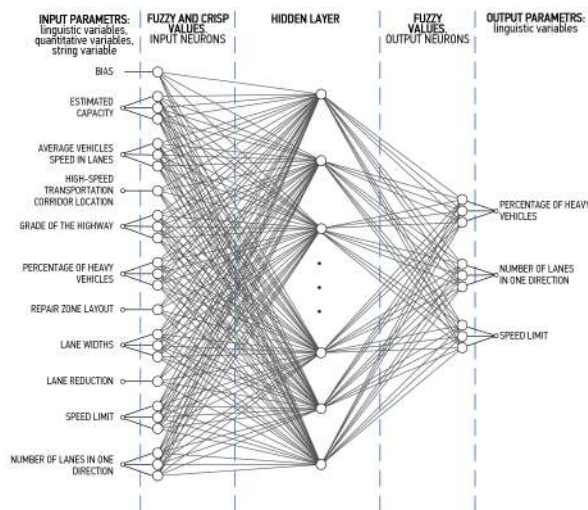 INPUT PARAMETRS:
linguistic variables,
quantitative variables,
string variable
FUZZY AND CRISP
VALUES.
INPUT NEURONS
HIDDEN LAYER
FUZZY
VALUES.
OUTPUT NEURONS
OUTPUT PARAMETRS:
linguistic variables
BIAS
ESTIMATED
CAPACITY
AVERAGE VEHICLES
SPEED IN LANES
HIGH-SPEED
TRANSPORTATION
CORRIDOR LOCATION
GRADE OF THE HIGHWAY
PERCENTAGE OF HEAVY
VEHICLES
REPAIR ZONE LAYOUT
LANE WIDTHS
LANE REDUCTION
SPEED LIMIT
NUMBER OF LANES IN ONE
DIRECTION
PERCENTAGE OF HEAVY
VEHICLES
NUMBER OF LANES
IN ONE DIRECTION
SPEED LIMIT